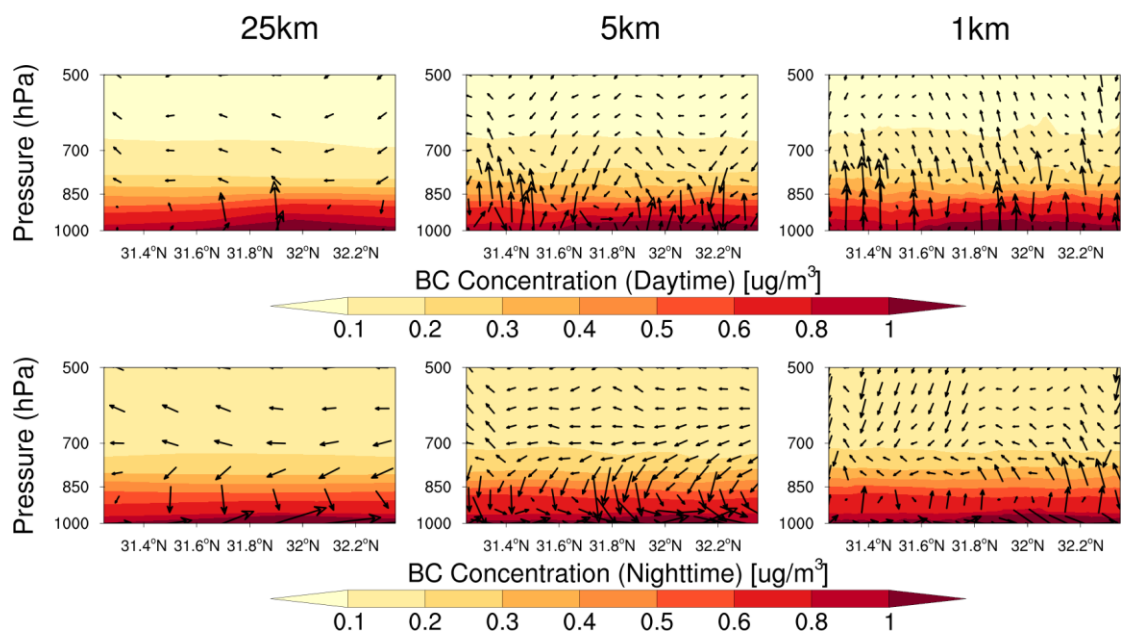 25km 5km 1km
Pressure (hPa)
500 500 500
700 700 700
850 850 850
1000 1000 1000
31.4°N 31.6°N 31.8°N 32°N 32.2°N 31.4°N 31.6°N 31.8°N 32°N 32.2°N 31.4°N 31.6°N 31.8°N 32°N 32.2°N
BC Concentration (Daytime) [ug/m³]
0.1 0.2 0.3 0.4 0.5 0.6 0.8 1
Pressure (hPa)
500 500 500
700 700 700
850 850 850
1000 1000 1000
31.4°N 31.6°N 31.8°N 32°N 32.2°N 31.4°N 31.6°N 31.8°N 32°N 32.2°N 31.4°N 31.6°N 31.8°N 32°N 32.2°N
BC Concentration (Nighttime) [ug/m³]
0.1 0.2 0.3 0.4 0.5 0.6 0.8 1